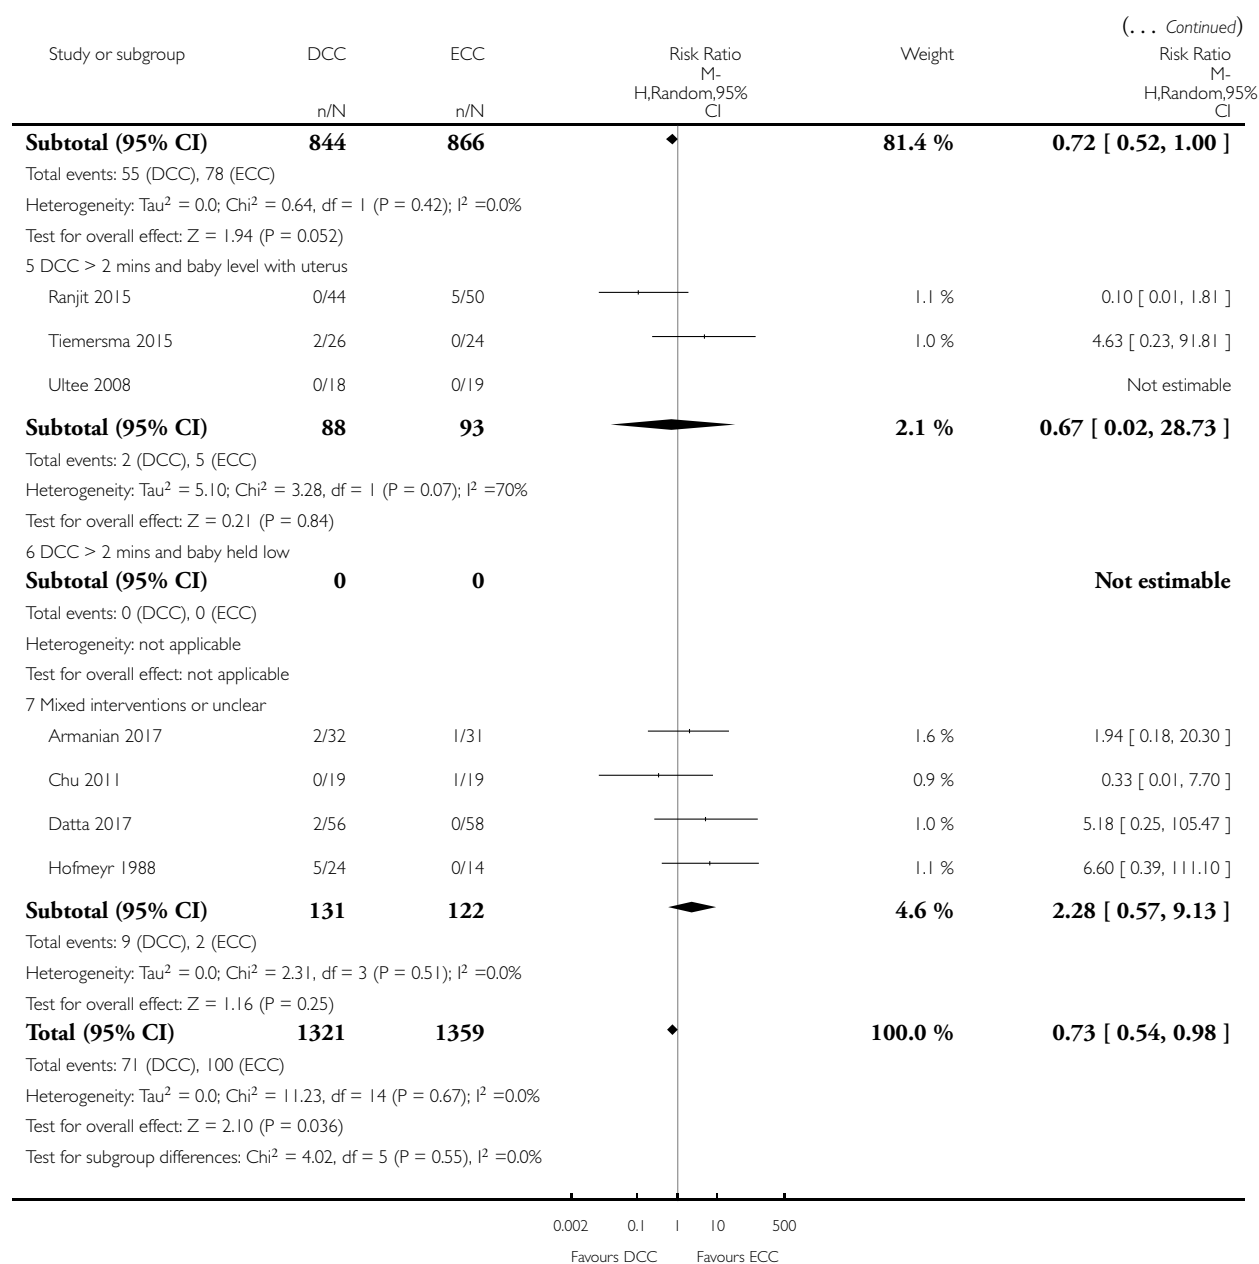 (... Continued)
Study or subgroup DCC ECC Risk Ratio Weight Risk Ratio
M- M-
H,Random,95% H,Random,95%
n/N n/N CI CI
Subtotal (95% CI) 844 866 81.4 % 0.72 [ 0.52, 1.00 ]
Total events: 55 (DCC), 78 (ECC)
Heterogeneity: Tau² = 0.0; Chi² = 0.64, df = 1 (P = 0.42); I² =0.0%
Test for overall effect: Z = 1.94 (P = 0.052)
5 DCC > 2 mins and baby level with uterus
Ranjit 2015 0/44 5/50 1.1 % 0.10 [ 0.01, 1.81 ]
Tiemersma 2015 2/26 0/24 1.0 % 4.63 [ 0.23, 91.81 ]
Ultee 2008 0/18 0/19 Not estimable
Subtotal (95% CI) 88 93 2.1 % 0.67 [ 0.02, 28.73 ]
Total events: 2 (DCC), 5 (ECC)
Heterogeneity: Tau² = 5.10; Chi² = 3.28, df = 1 (P = 0.07); I² =70%
Test for overall effect: Z = 0.21 (P = 0.84)
6 DCC > 2 mins and baby held low
Subtotal (95% CI) 0 0 Not estimable
Total events: 0 (DCC), 0 (ECC)
Heterogeneity: not applicable
Test for overall effect: not applicable
7 Mixed interventions or unclear
Armanian 2017 2/32 1/31 1.6 % 1.94 [ 0.18, 20.30 ]
Chu 2011 0/19 1/19 0.9 % 0.33 [ 0.01, 7.70 ]
Datta 2017 2/56 0/58 1.0 % 5.18 [ 0.25, 105.47 ]
Hofmeyr 1988 5/24 0/14 1.1 % 6.60 [ 0.39, 111.10 ]
Subtotal (95% CI) 131 122 4.6 % 2.28 [ 0.57, 9.13 ]
Total events: 9 (DCC), 2 (ECC)
Heterogeneity: Tau² = 0.0; Chi² = 2.31, df = 3 (P = 0.51); I² =0.0%
Test for overall effect: Z = 1.16 (P = 0.25)
Total (95% CI) 1321 1359 100.0 % 0.73 [ 0.54, 0.98 ]
Total events: 71 (DCC), 100 (ECC)
Heterogeneity: Tau² = 0.0; Chi² = 11.23, df = 14 (P = 0.67); I² =0.0%
Test for overall effect: Z = 2.10 (P = 0.036)
Test for subgroup differences: Chi² = 4.02, df = 5 (P = 0.55), I² =0.0%
0.002 0.1 1 10 500
Favours DCC Favours ECC